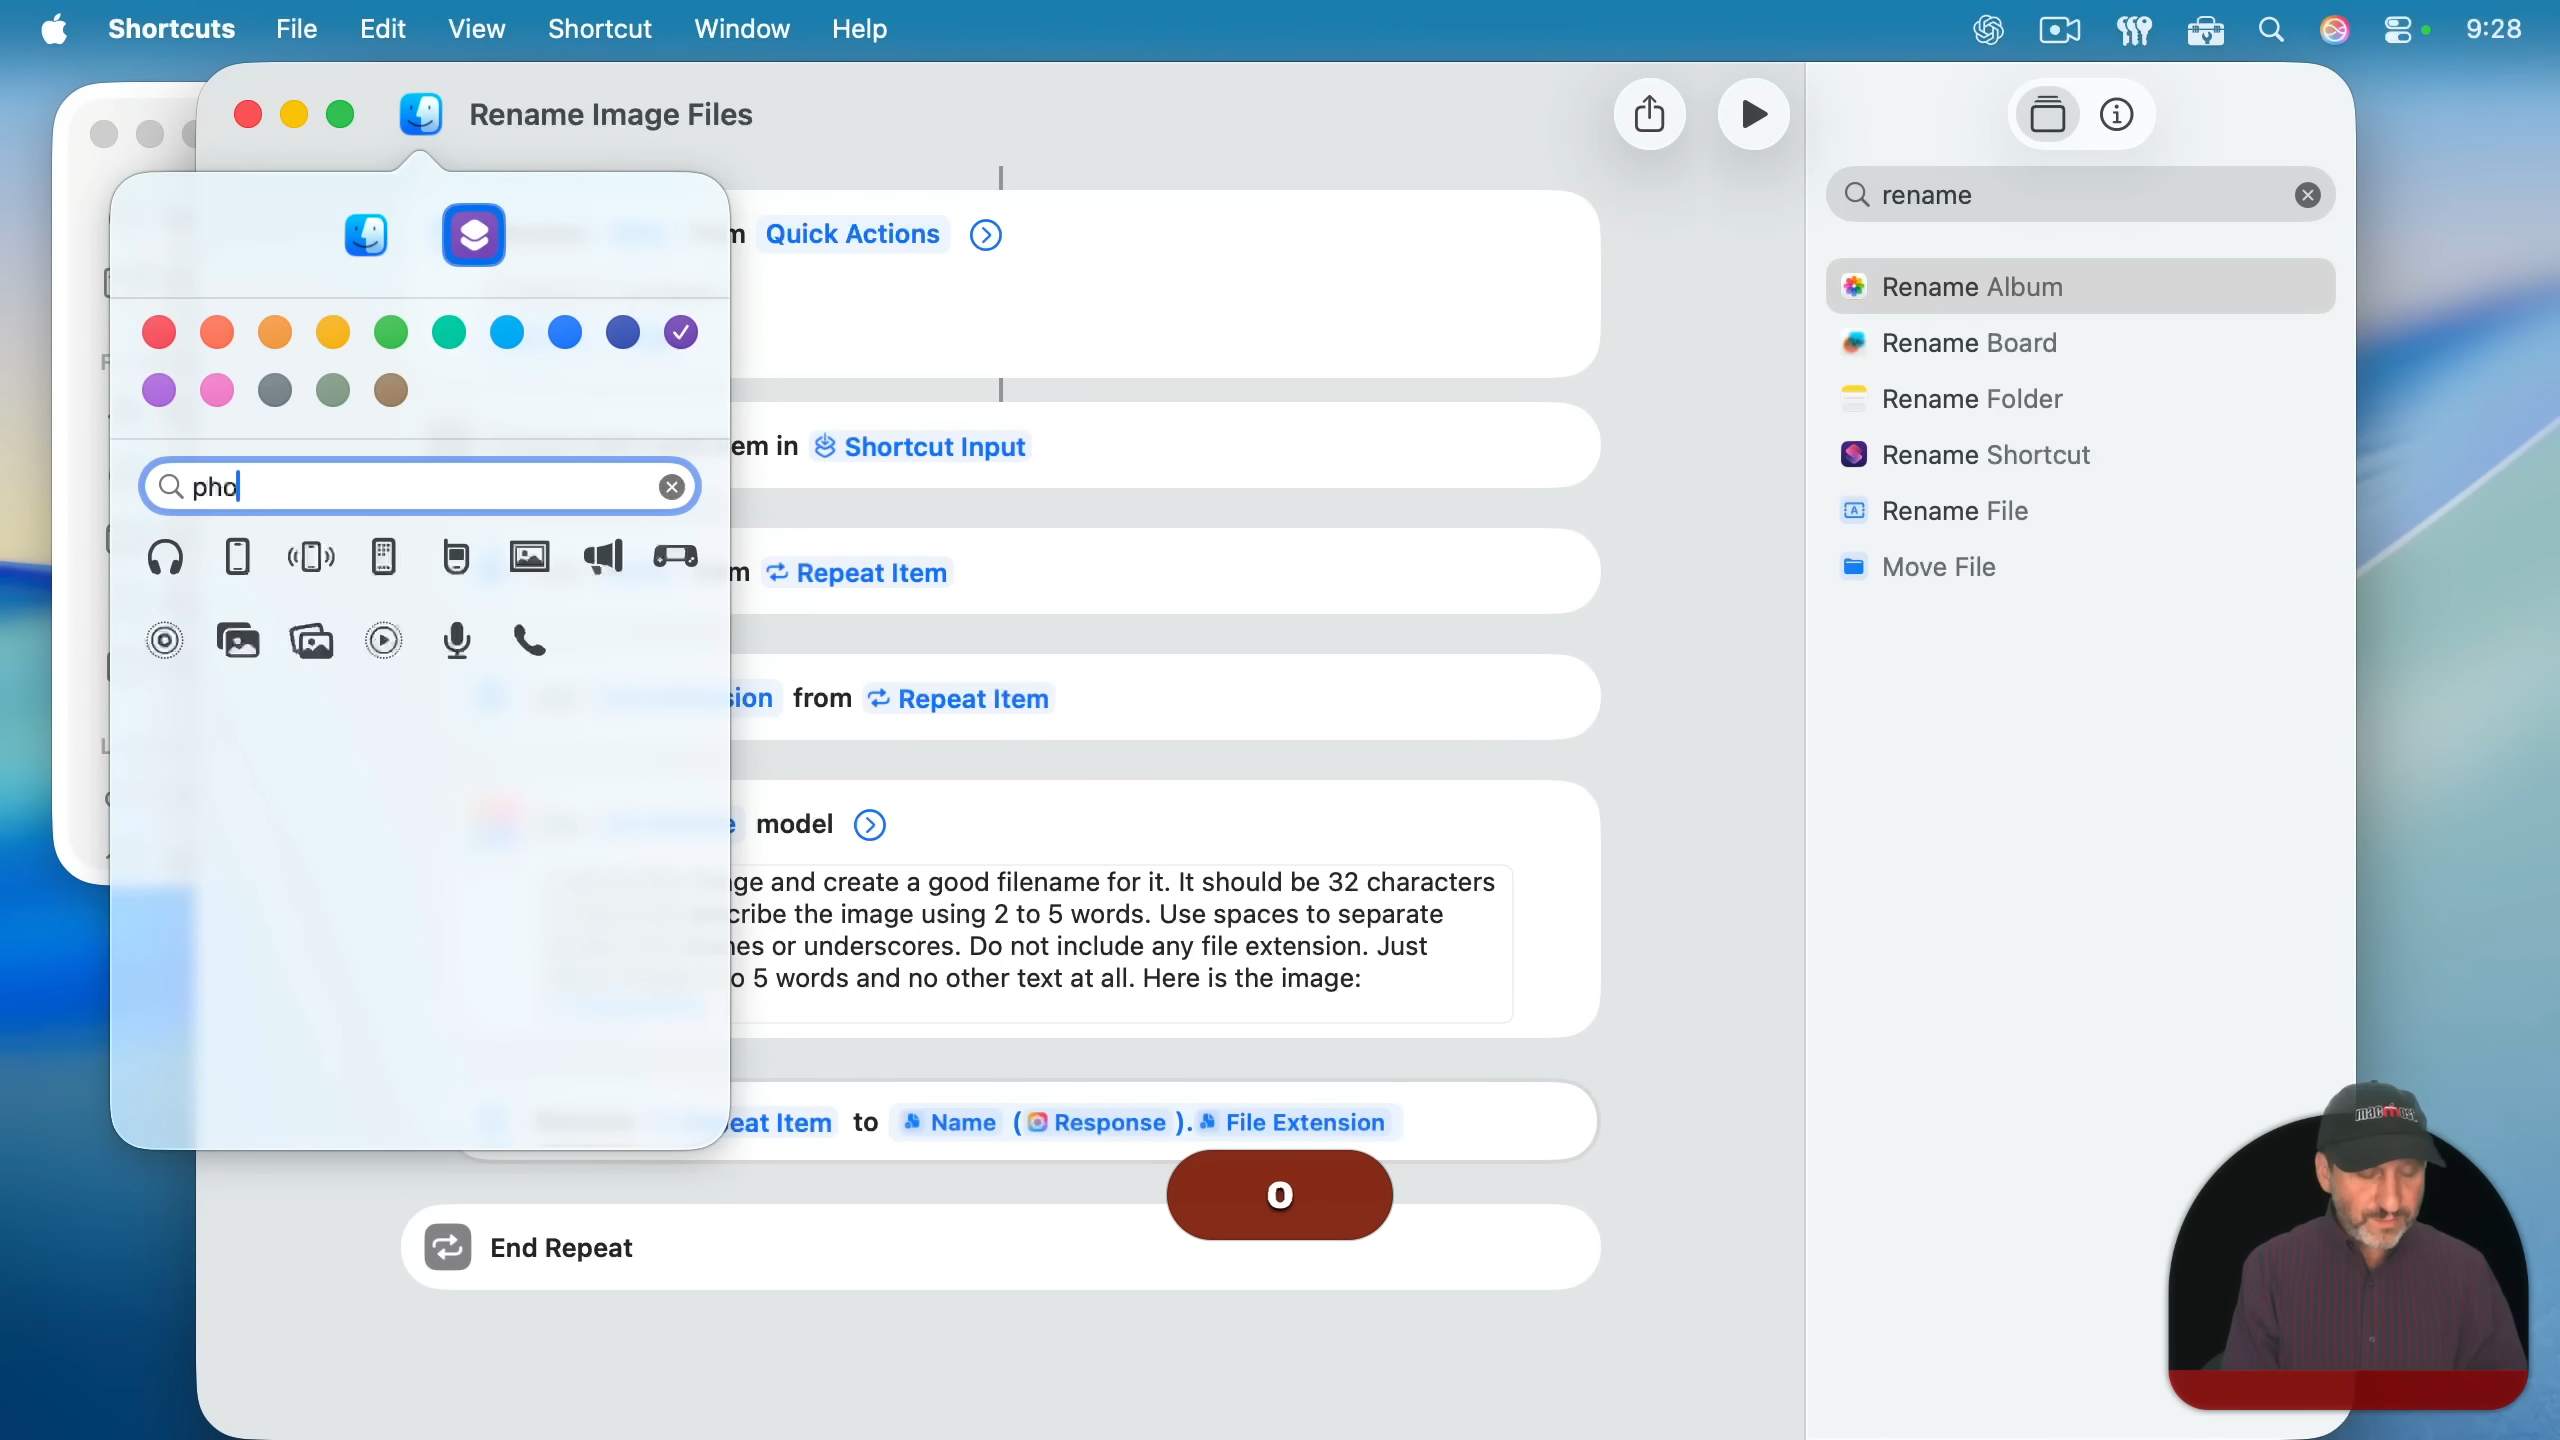 Shortcuts File Edit View Shortcut Window Help 9:28
Rename Image Files
rename
m Quick Actions
Rename Album
Rename Board
Rename Folder
Rename Shortcut
Rename File
Move File
em in Shortcut Input
pho
m Repeat Item
sion from Repeat Item
model
ge and create a good filename for it. It should be 32 characters
cribe the image using 2 to 5 words. Use spaces to separate
nes or underscores. Do not include any file extension. Just
o 5 words and no other text at all. Here is the image:
eat Item to Name ( Response ). File Extension
o
End Repeat
macmost